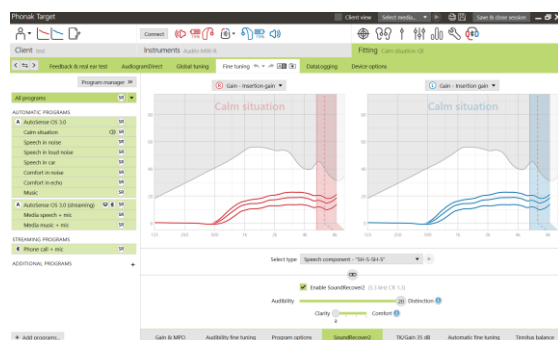 Phonak Target
Client view
Select media...
Save & close session
Connect
Client test
Instruments Audéo M90-R
Fitting Calm situation QE
Feedback & real ear test
AudiogramDirect
Global tuning
Fine tuning
DataLogging
Device options
Program manager
Gain - Insertion gain
Gain - Insertion gain
All programs
AUTOMATIC PROGRAMS
A AutoSense OS 3.0
Calm situation
Speech in noise
Speech in loud noise
Speech in car
Comfort in noise
Comfort in echo
Music
A AutoSense OS 3.0 (streaming)
Media speech + mic
Media music + mic
STREAMING PROGRAMS
Phone call + mic
ADDITIONAL PROGRAMS +
Calm situation
Calm situation
Select type Speech component - "SH-S-SH-S"
Enable SoundRecover2
Audibility 20 Distinction
Clarity Comfort
+ Add programs...
Gain & MPO
Audibility fine tuning
Program options
SoundRecover2
TK/Gain 35 dB
Automatic fine tuning
Tinnitus balance